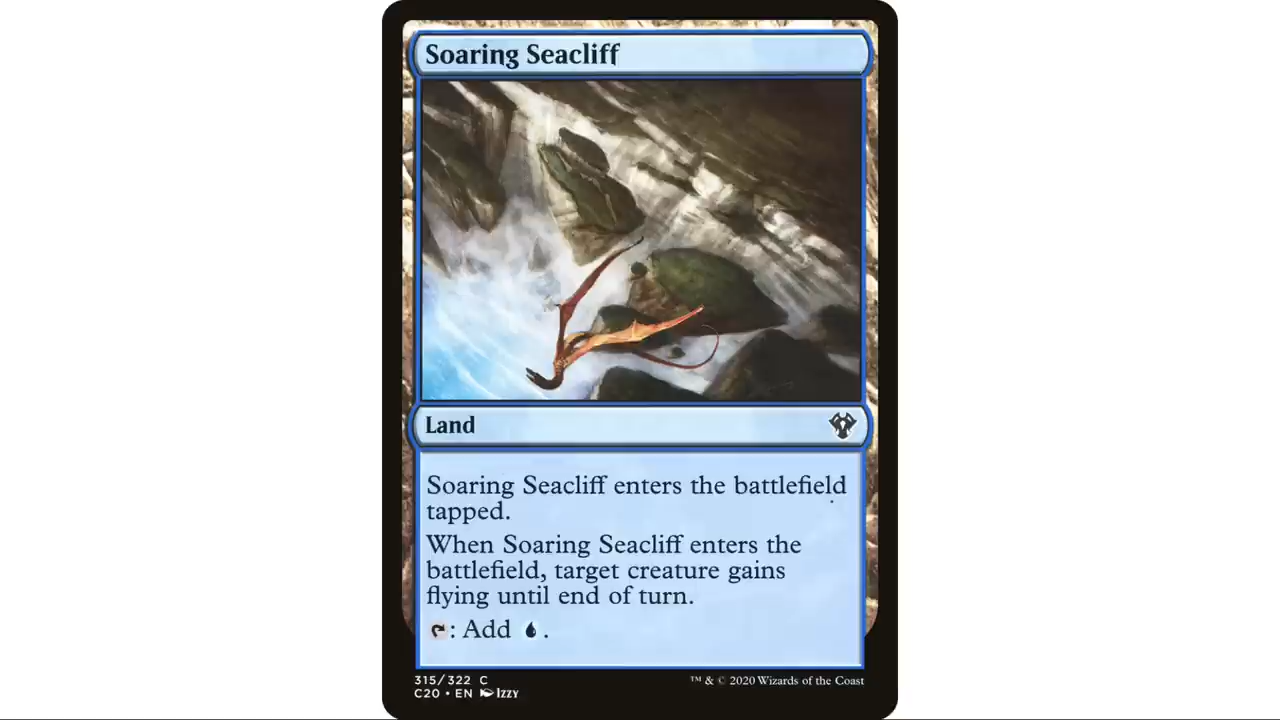 Soaring Seacliff
Land
Soaring Seacliff enters the battlefield
tapped.
When Soaring Seacliff enters the
battlefield, target creature gains
flying until end of turn.
: Add .
315/322 C
C20 • EN Izzy
™ & © 2020 Wizards of the Coast